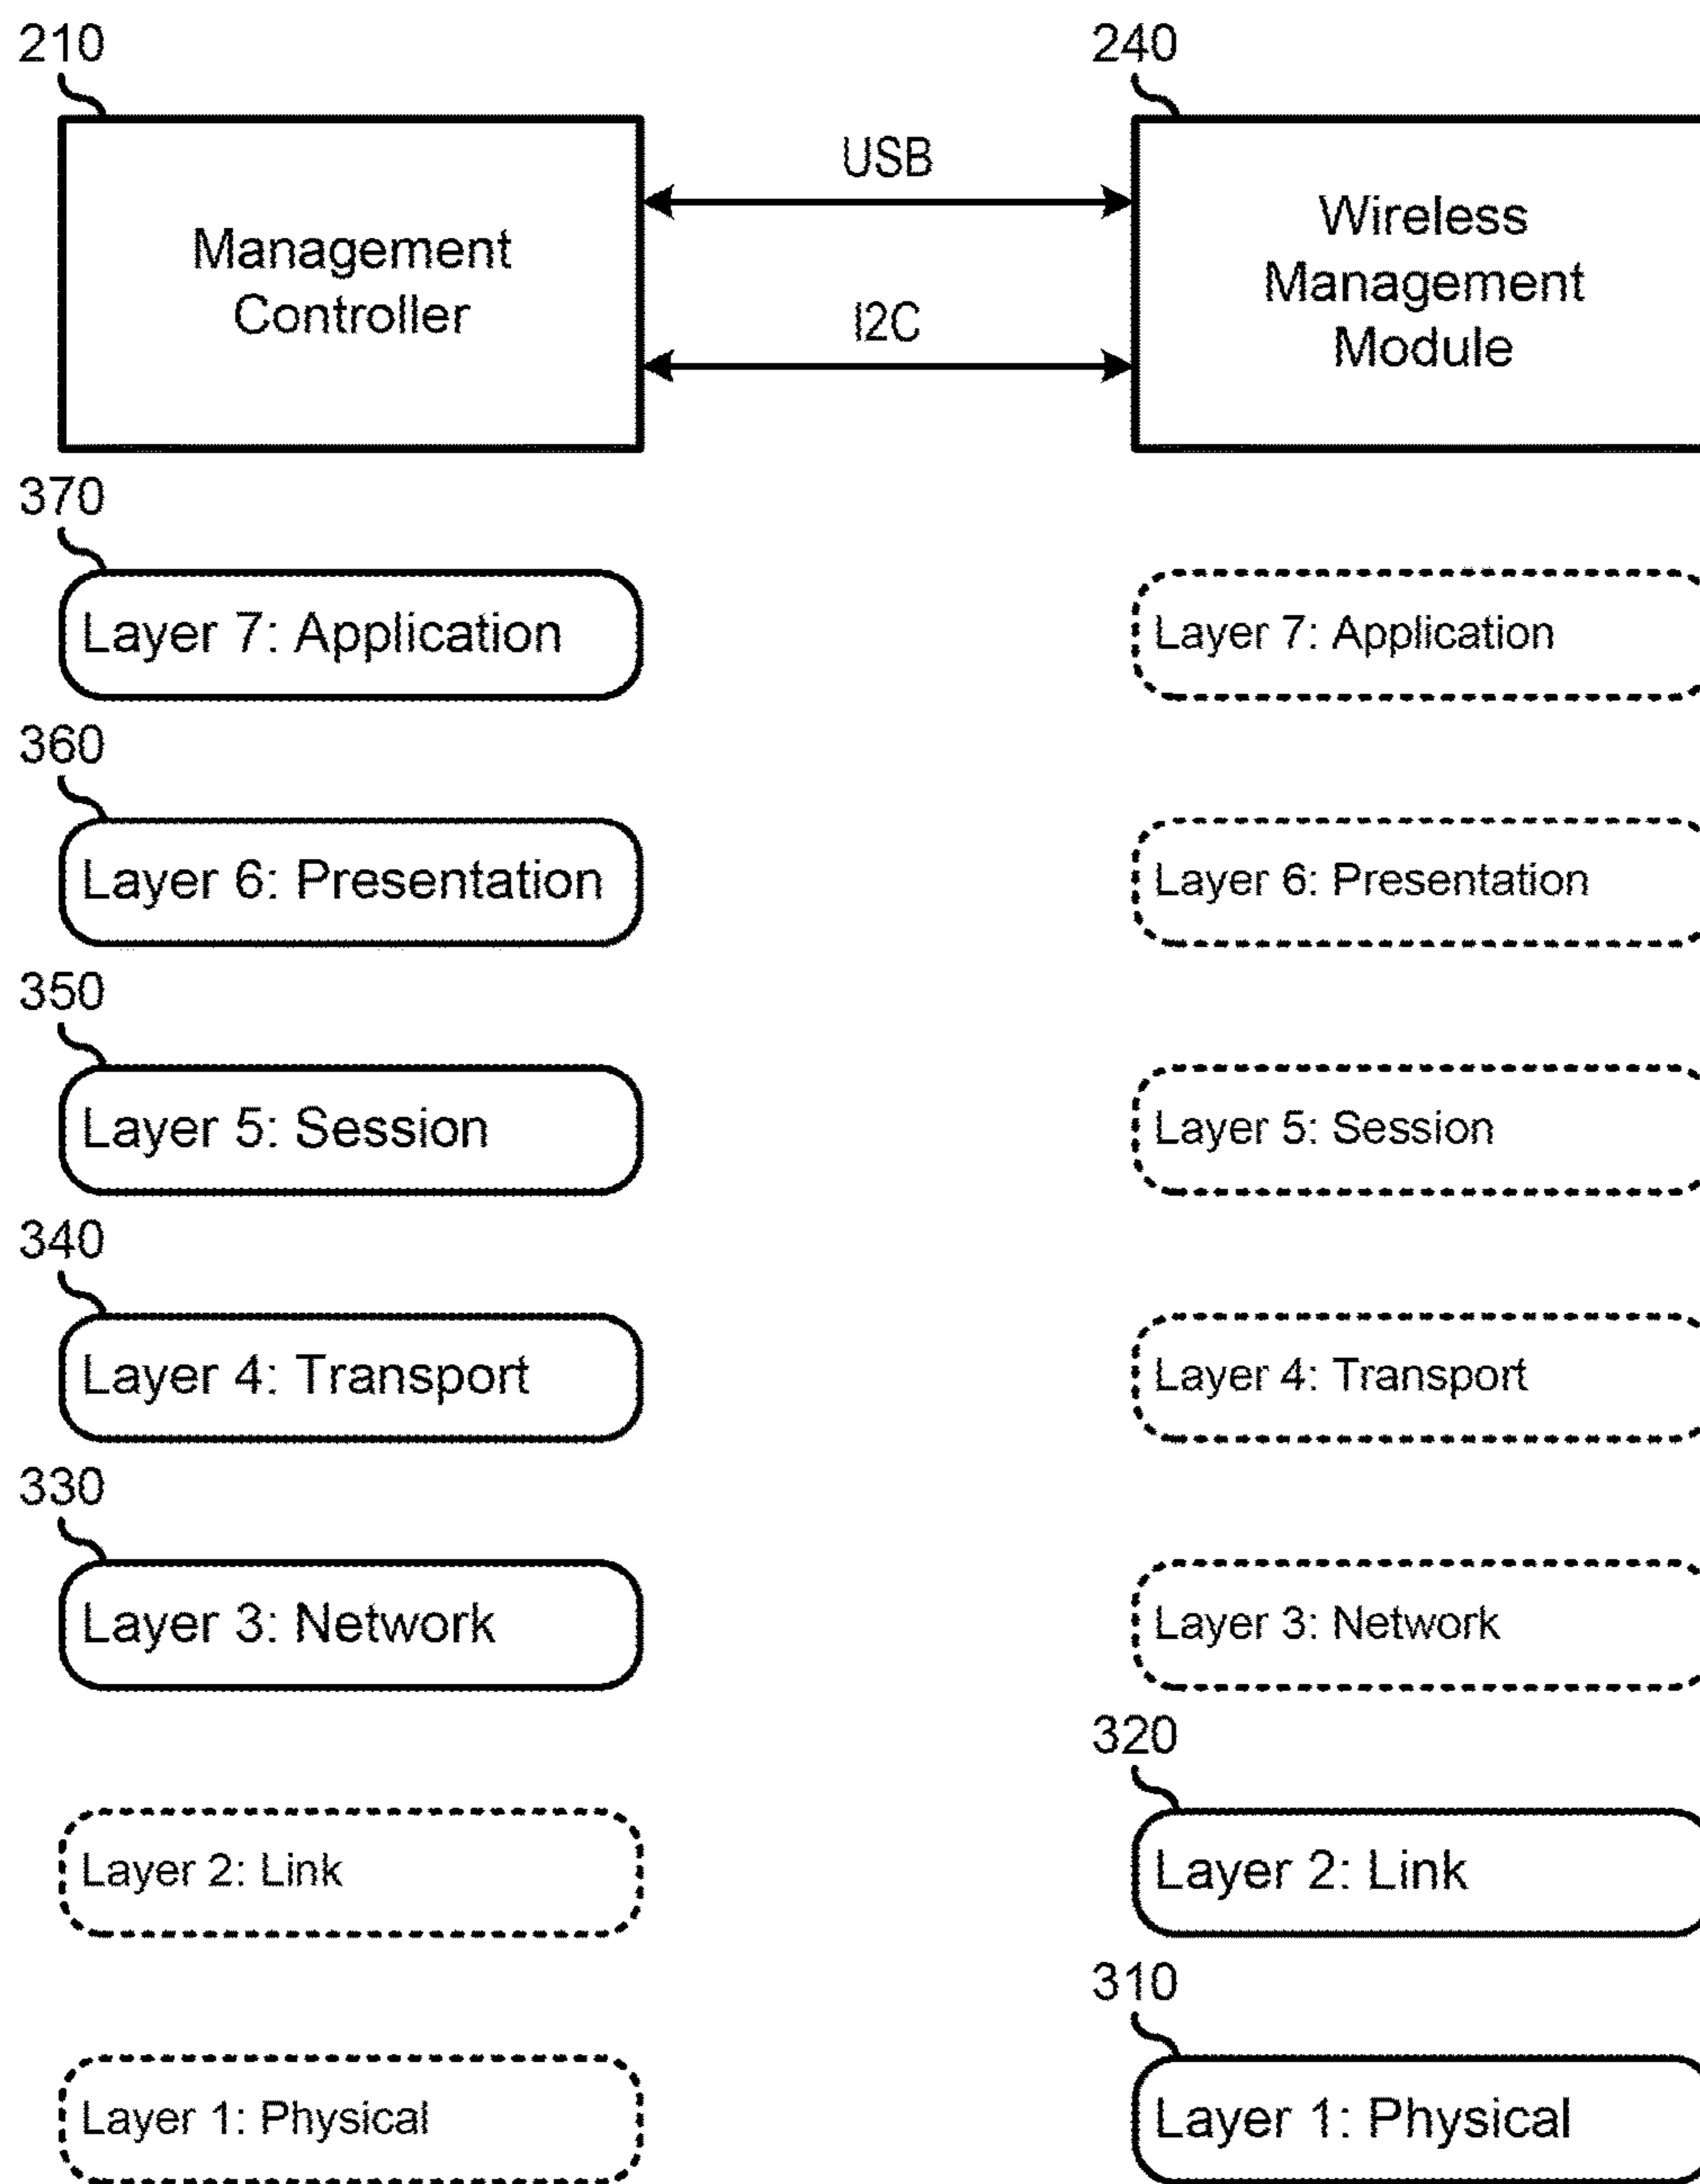 210
240
Management
Controller
USB
I2C
Wireless
Management
Module
370
Layer 7: Application
Layer 7: Application
360
Layer 6: Presentation
Layer 6: Presentation
350
Layer 5: Session
Layer 5: Session
340
Layer 4: Transport
Layer 4: Transport
330
Layer 3: Network
Layer 3: Network
320
Layer 2: Link
Layer 2: Link
310
Layer 1: Physical
Layer 1: Physical